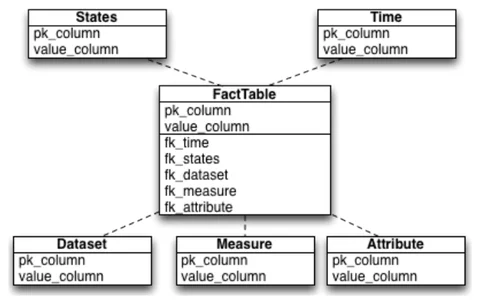 States
pk_column
value_column
Time
pk_column
value_column
FactTable
pk_column
value_column
fk_time
fk_states
fk_dataset
fk_measure
fk_attribute
Dataset
pk_column
value_column
Measure
pk_column
value_column
Attribute
pk_column
value_column